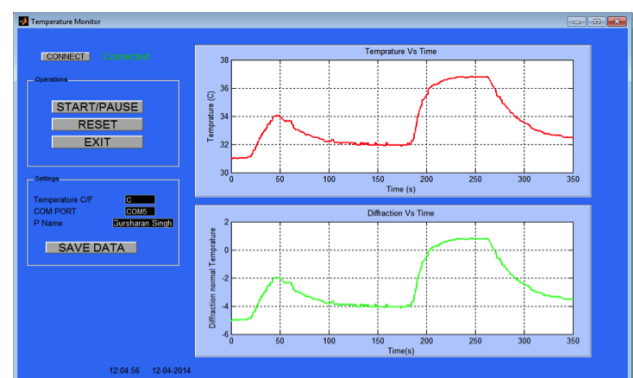 Temperature Monitor
CONNECT Connected
Operations
START/PAUSE
RESET
EXIT
Settings
Temperature C/F C
COM PORT COM5
P Name Gursharan Singh
SAVE DATA
12:04:56 12-04-2014
Temprature Vs Time
Temprature (C)
38
36
34
32
30
0 50 100 150 200 250 300 350
Time (s)
Diffraction Vs Time
Diffraction normal Temprature
2
0
-2
-4
-6
0 50 100 150 200 250 300 350
Time(s)